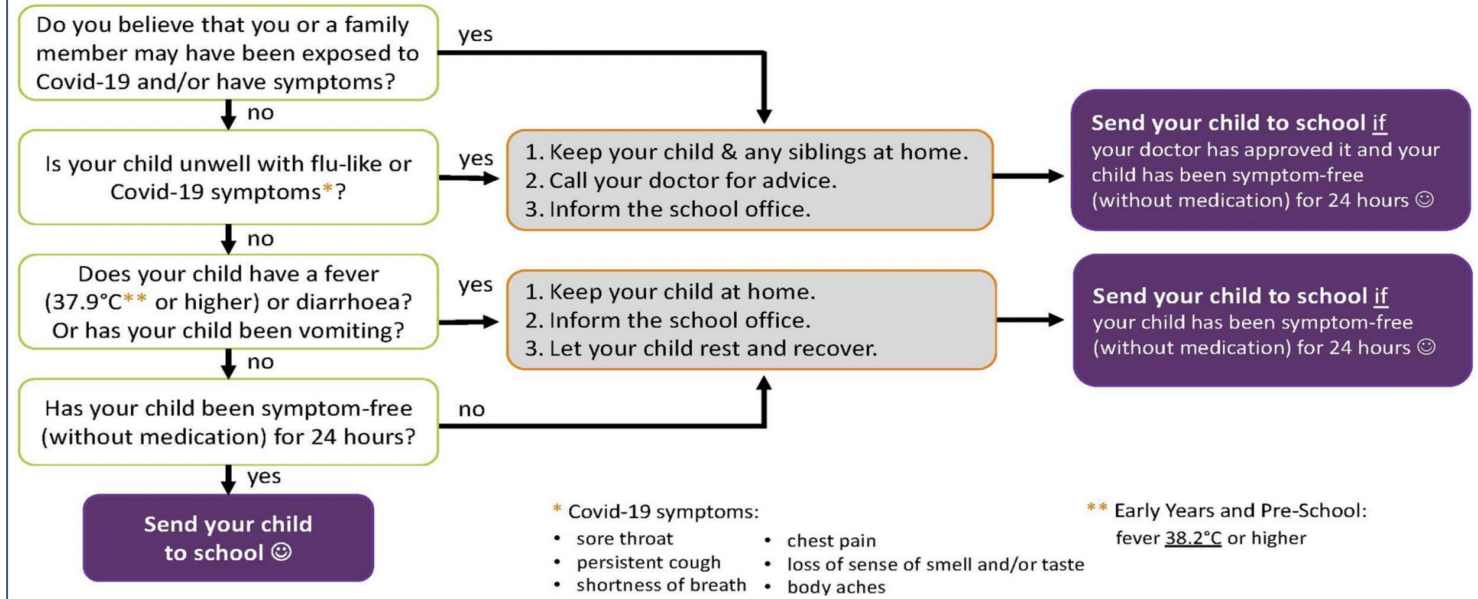 Do you believe that you or a family
member may have been exposed to
Covid-19 and/or have symptoms?
yes
no
Is your child unwell with flu-like or
Covid-19 symptoms*?
yes
1. Keep your child & any siblings at home.
2. Call your doctor for advice.
3. Inform the school office.
Send your child to school if
your doctor has approved it and your
child has been symptom-free
(without medication) for 24 hours ☺
no
Does your child have a fever
(37.9°C** or higher) or diarrhoea?
Or has your child been vomiting?
yes
1. Keep your child at home.
2. Inform the school office.
3. Let your child rest and recover.
Send your child to school if
your child has been symptom-free
(without medication) for 24 hours ☺
no
Has your child been symptom-free
(without medication) for 24 hours?
no
yes
Send your child
to school ☺
* Covid-19 symptoms:
• sore throat
• persistent cough
• shortness of breath
• chest pain
• loss of sense of smell and/or taste
• body aches
** Early Years and Pre-School:
fever 38.2°C or higher